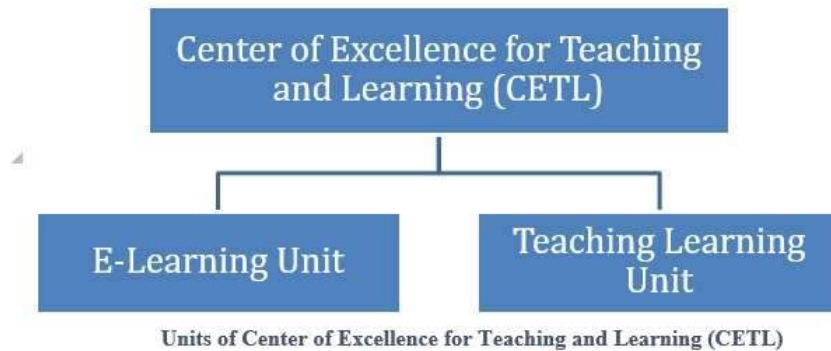 Center of Excellence for Teaching
and Learning (CETL)
E-Learning Unit
Teaching Learning
Unit
Units of Center of Excellence for Teaching and Learning (CETL)